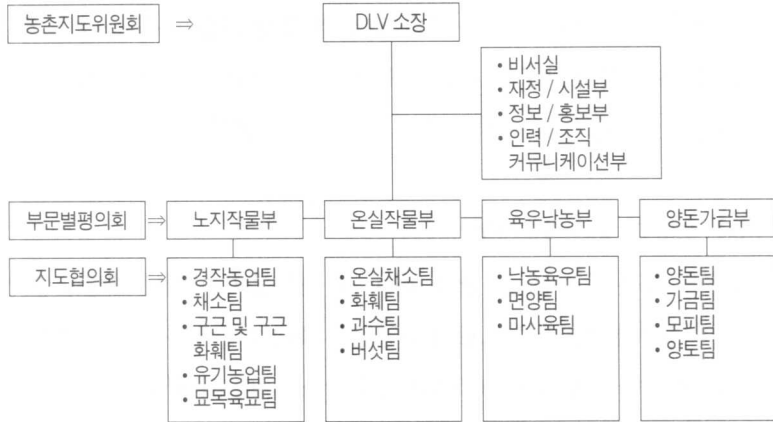 농촌지도위원회 ⇒ DLV 소장
• 비서실
• 재정 / 시설부
• 정보 / 홍보부
• 인력 / 조직
커뮤니케이션부
부문별평의회 ⇒ 노지작물부 온실작물부 육우낙농부 양돈가금부
지도협의회 ⇒
• 경작농업팀
• 채소팀
• 구근 및 구근
화훼팀
• 유기농업팀
• 묘목육묘팀
• 온실채소팀
• 화훼팀
• 과수팀
• 버섯팀
• 낙농육우팀
• 면양팀
• 마사육팀
• 양돈팀
• 가금팀
• 모피팀
• 양토팀